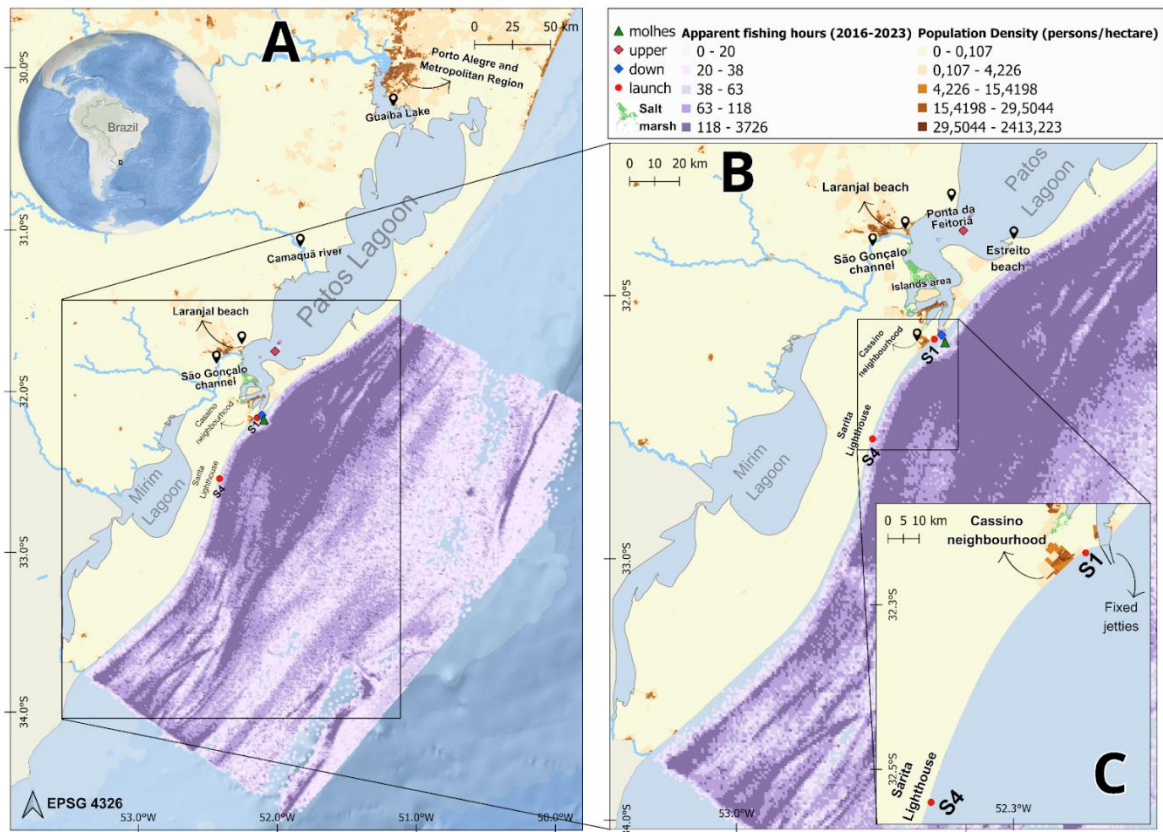 A
0 25 50 km
Porto Alegre and
Metropolitan Region
Guaíba Lake
Brazil
30.0°S
31.0°S
32.0°S
33.0°S
34.0°S
Camaquã river
Patos Lagoon
Laranjal beach
São Gonçalo
channel
Cassino
neighbourhood
S1
Sarita
Lighthouse
S4
Mirim
Lagoon
EPSG 4326
53.0°W
52.0°W
51.0°W
50.0°W
molhes
upper
down
launch
Salt
marsh
Apparent fishing hours (2016-2023)
0 - 20
20 - 38
38 - 63
63 - 118
118 - 3726
Population Density (persons/hectare)
0 - 0,107
0,107 - 4,226
4,226 - 15,4198
15,4198 - 29,5044
29,5044 - 2413,223
0 10 20 km
B
Patos
Lagoon
Laranjal beach
Ponta da
Feitoria
São Gonçalo
channel
Estreito
beach
Islands area
Cassino
neighbourhood
S1
Sarita
Lighthouse
S4
Mirim
Lagoon
32.0°S
33.0°S
34.0°S
53.0°W
0 5 10 km
Cassino
neighbourhood
S1
Fixed
jetties
32.3°S
32.5°S
Sarita
Lighthouse
S4
52.3°W
C